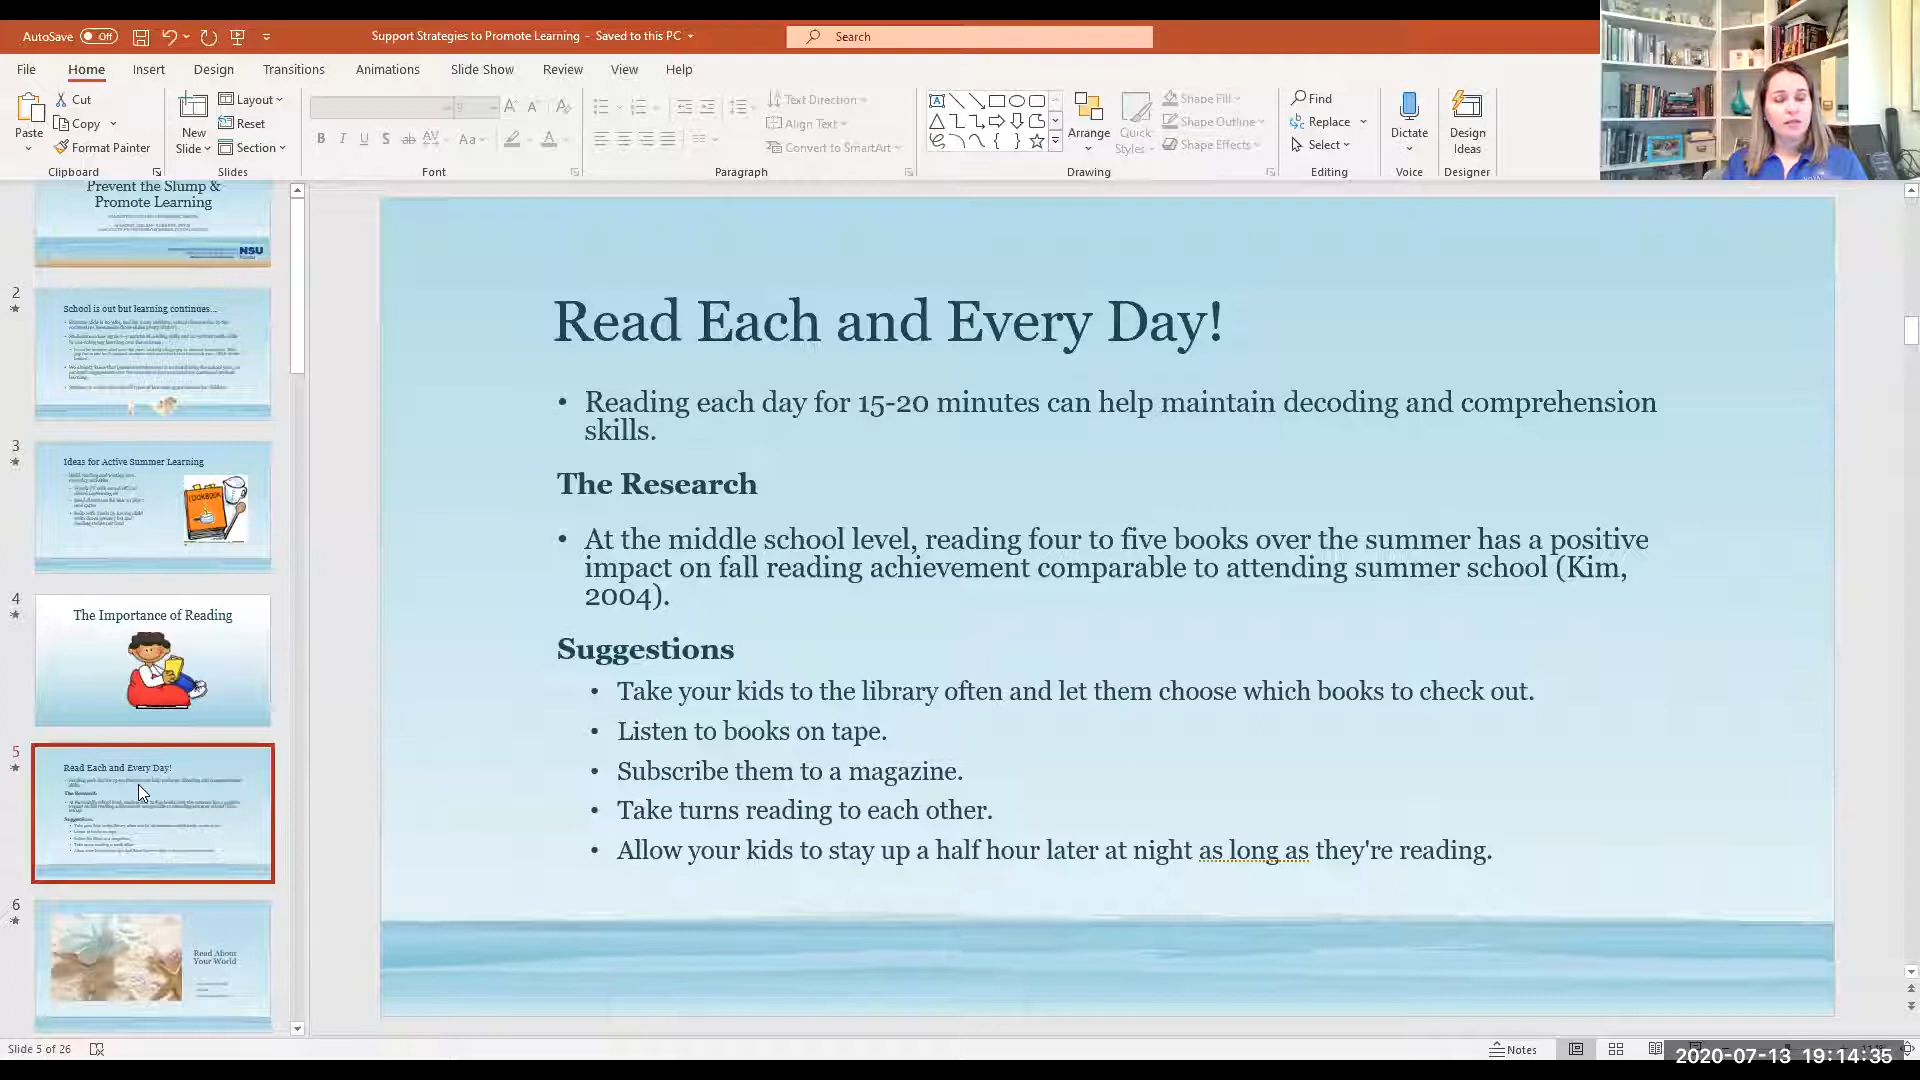 AutoSave Off Support Strategies to Promote Learning - Saved to this PC Search
File Home Insert Design Transitions Animations Slide Show Review View Help
Paste Cut Copy Format Painter
Clipboard
New Slide Layout Reset Section
Slides
Font
Text Direction
Align Text
Convert to SmartArt
Paragraph
Arrange Quick Styles Shape Fill Shape Outline Shape Effects
Drawing
Find
Replace
Select
Editing
Dictate
Voice
Design Ideas
Designer
Prevent the Slump &
Promote Learning
NSU
2
School is out but learning continues...
3
Ideas for Active Summer Learning
COOKBOOK
4
The Importance of Reading
5
Read Each and Every Day!
The Research
Suggestions
6
Read About
Your World
Read Each and Every Day!
• Reading each day for 15-20 minutes can help maintain decoding and comprehension
skills.
The Research
• At the middle school level, reading four to five books over the summer has a positive
impact on fall reading achievement comparable to attending summer school (Kim,
2004).
Suggestions
• Take your kids to the library often and let them choose which books to check out.
• Listen to books on tape.
• Subscribe them to a magazine.
• Take turns reading to each other.
• Allow your kids to stay up a half hour later at night as long as they're reading.
Slide 5 of 26 Notes
2020-07-13 19:14:35